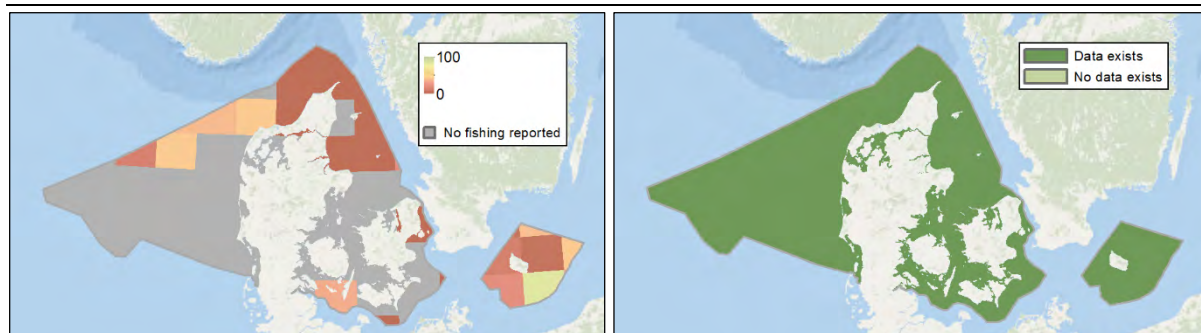 100
0
No fishing reported
Data exists
No data exists